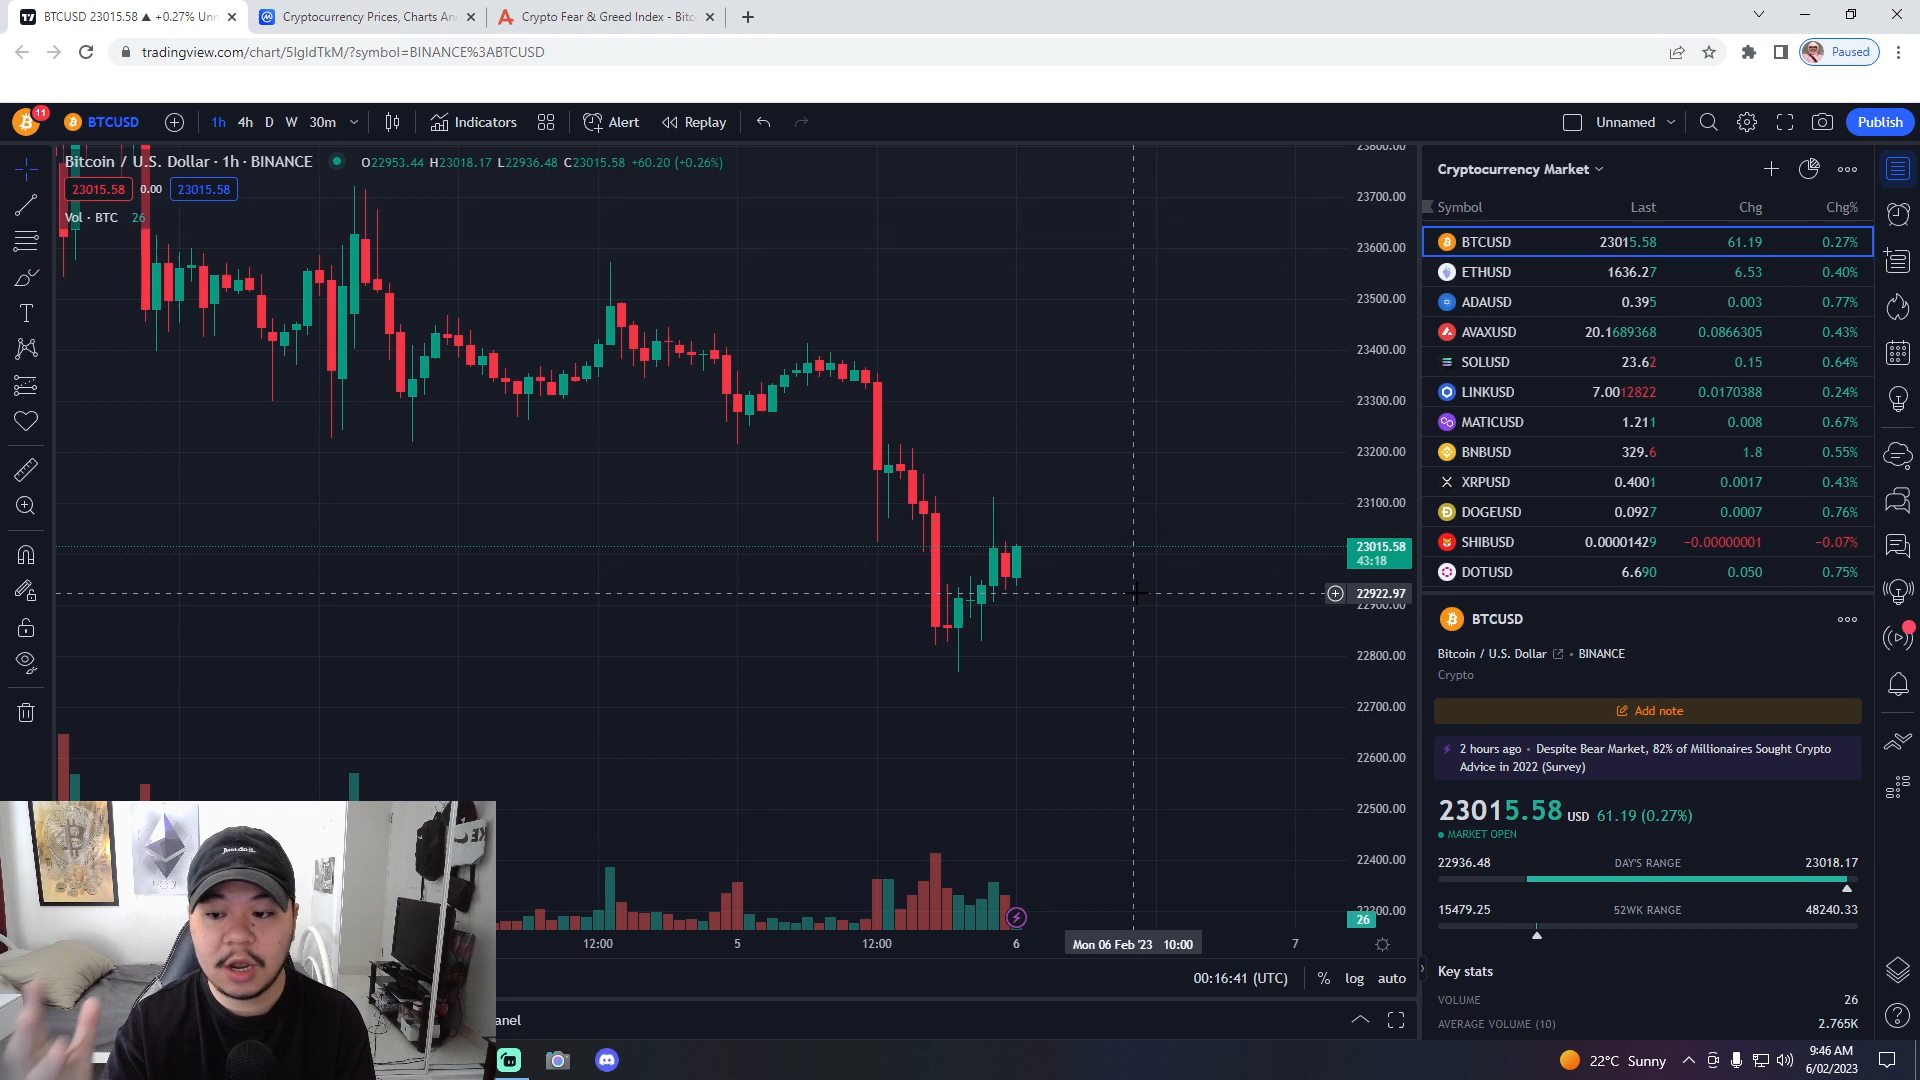 BTCUSD 23015.58 ▲ +0.27% Unn
Cryptocurrency Prices, Charts An
Crypto Fear & Greed Index - Bitc
tradingview.com/chart/5IgIdTkM/?symbol=BINANCE%3ABTCUSD
Paused
11
BTCUSD
1h
4h
D
W
30m
Indicators
Alert
Replay
Unnamed
Publish
Bitcoin / U.S. Dollar · 1h · BINANCE
O22953.44 H23018.17 L22936.48 C23015.58 +60.20 (+0.26%)
23015.58
0.00
23015.58
Vol · BTC 26
23800.00
23700.00
23600.00
23500.00
23400.00
23300.00
23200.00
23100.00
23015.58
43:18
22922.97
22900.00
22800.00
22700.00
22600.00
22500.00
22400.00
22300.00
26
12:00
5
12:00
6
Mon 06 Feb '23 10:00
7
00:16:41 (UTC)
%
log
auto
anel
Cryptocurrency Market
Symbol Last Chg Chg%
BTCUSD 23015.58 61.19 0.27%
ETHUSD 1636.27 6.53 0.40%
ADAUSD 0.395 0.003 0.77%
AVAXUSD 20.1689368 0.0866305 0.43%
SOLUSD 23.62 0.15 0.64%
LINKUSD 7.0012822 0.0170388 0.24%
MATICUSD 1.211 0.008 0.67%
BNBUSD 329.6 1.8 0.55%
XRPUSD 0.4001 0.0017 0.43%
DOGEUSD 0.0927 0.0007 0.76%
SHIBUSD 0.00001429 −0.00000001 −0.07%
DOTUSD 6.690 0.050 0.75%
BTCUSD
Bitcoin / U.S. Dollar • BINANCE
Crypto
Add note
2 hours ago • Despite Bear Market, 82% of Millionaires Sought Crypto
Advice in 2022 (Survey)
23015.58 USD 61.19 (0.27%)
MARKET OPEN
22936.48 DAY'S RANGE 23018.17
15479.25 52WK RANGE 48240.33
Key stats
VOLUME 26
AVERAGE VOLUME (10) 2.765K
Just do it.
22°C Sunny
9:46 AM
6/02/2023